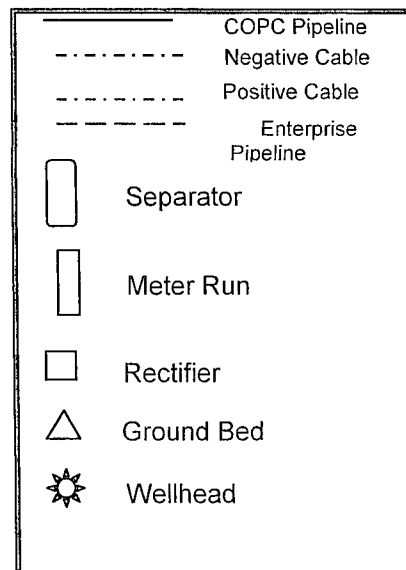 COPC Pipeline
Negative Cable
Positive Cable
Enterprise
Pipeline
Separator
Meter Run
Rectifier
Ground Bed
Wellhead